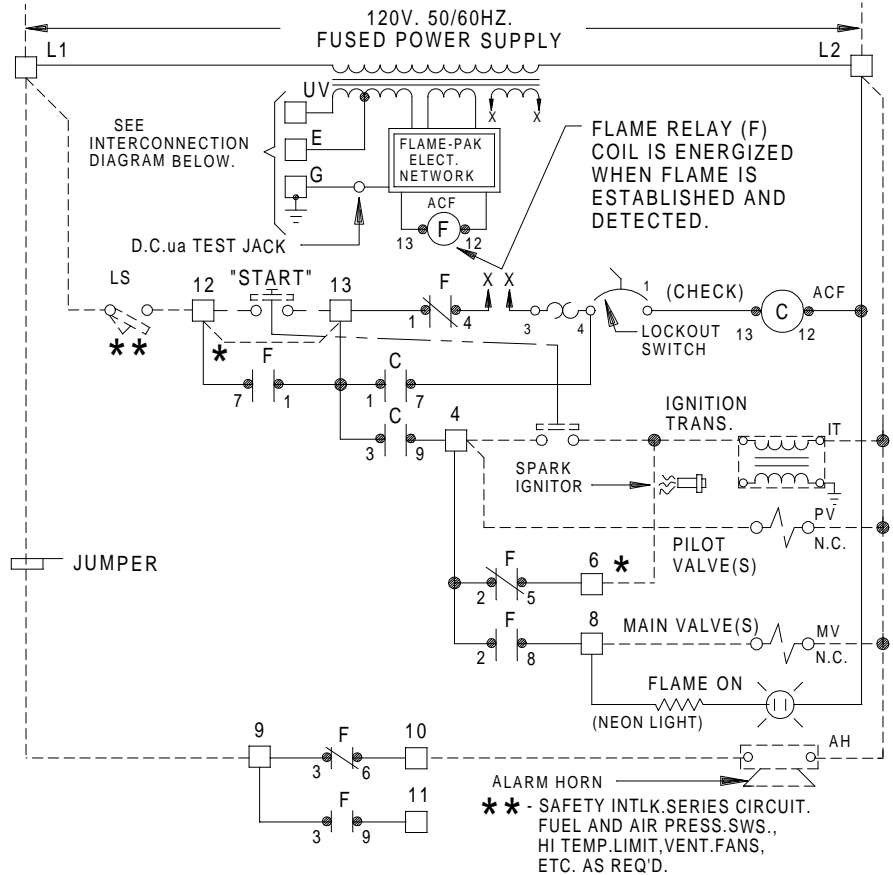 120V. 50/60HZ.
FUSED POWER SUPPLY
L1
L2
UV
X X
SEE
INTERCONNECTION
DIAGRAM BELOW.
E
FLAME-PAK
ELECT.
NETWORK
FLAME RELAY (F)
COIL IS ENERGIZED
WHEN FLAME IS
ESTABLISHED AND
DETECTED.
G
ACF
F
13 12
D.C.ua TEST JACK
LS
12
"START"
13
F
X X
1
(CHECK)
ACF
C
1 4
3
4
LOCKOUT
SWITCH
13 12
**
*
F
C
7 1
1 7
C
4
IGNITION
TRANS.
IT
3 9
SPARK
IGNITOR
PV
N.C.
PILOT
VALVE(S)
JUMPER
F
6 *
2 5
F
8
MAIN VALVE(S)
MV
N.C.
2 8
FLAME ON
(NEON LIGHT)
9
F
10
AH
3 6
ALARM HORN
F
11
3 9
** - SAFETY INTLK.SERIES CIRCUIT.
FUEL AND AIR PRESS.SWS.,
HI TEMP.LIMIT,VENT.FANS,
ETC. AS REQ'D.